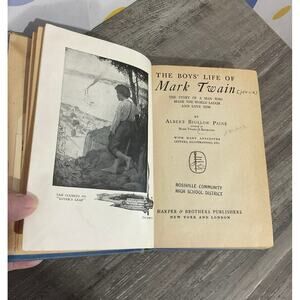 THE BOYS' LIFE OF
Mark Twain
THE STORY OF A MAN WHO
MADE THE WORLD LAUGH
AND LOVE HIM
BY
ALBERT BIGELOW PAINE
WITH MANY ANECDOTES
LETTERS, ILLUSTRATIONS, ETC.
ROSSVILLE COMMUNITY
HIGH SCHOOL DISTRICT
HARPER & BROTHERS PUBLISHERS
NEW YORK AND LONDON
"LOVER'S LEAP"